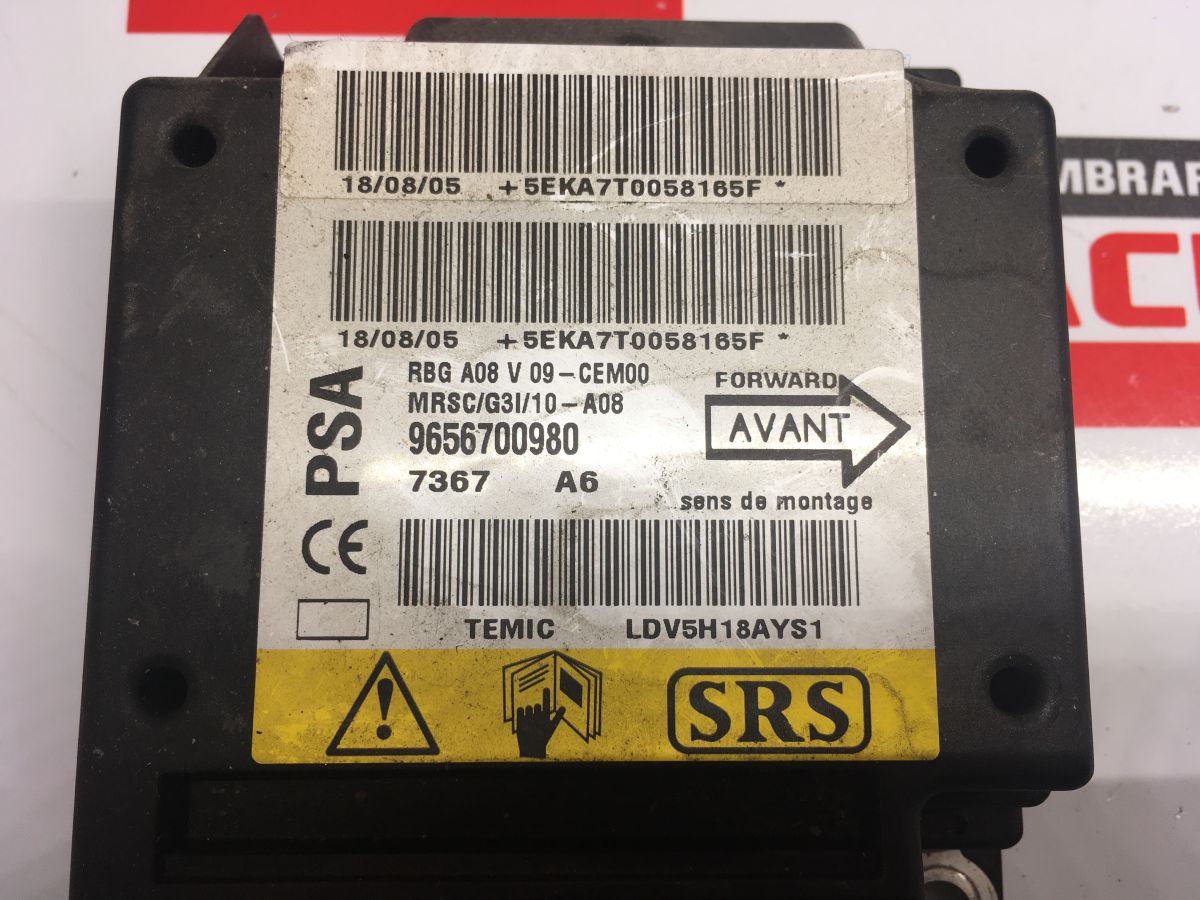 18/08/05 +5EKA7T0058165F *
18/08/05 +5EKA7T0058165F *
PSA
RBG A08 V 09-CEM00
MRSC/G3I/10-A08
9656700980
7367 A6
FORWARD
AVANT
sens de montage
CE
TEMIC LDV5H18AYS1
SRS